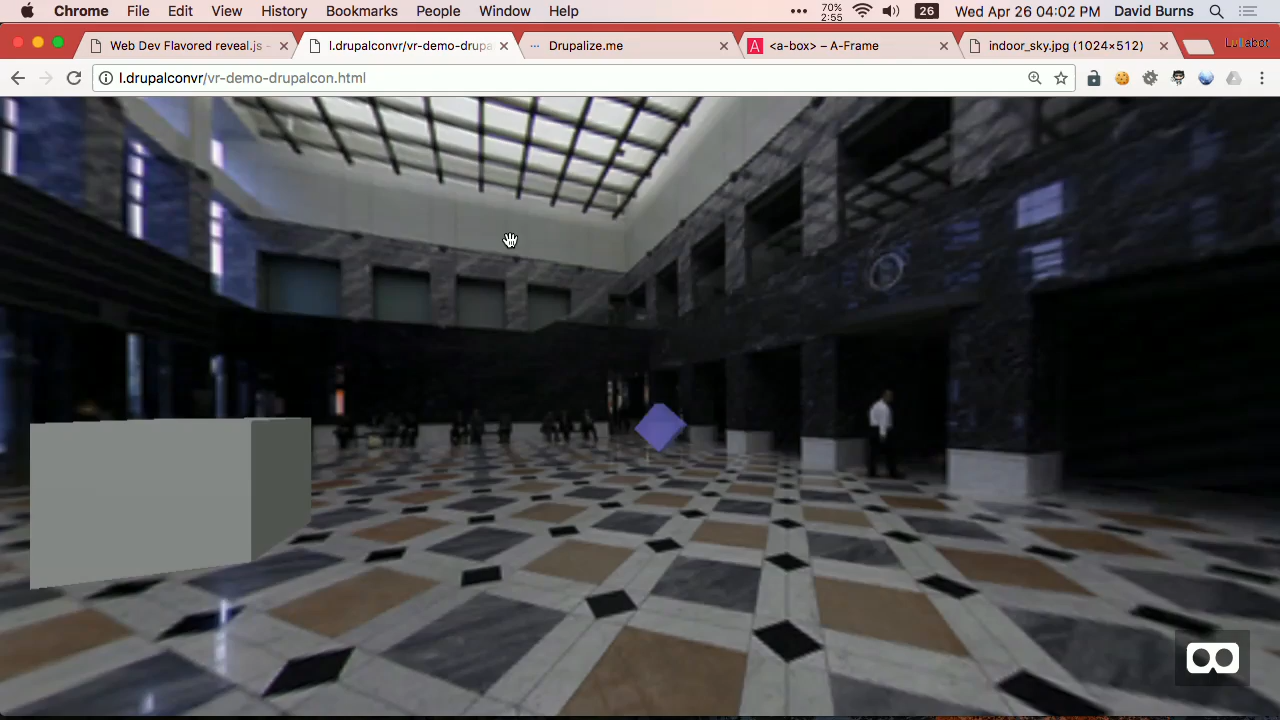 Chrome File Edit View History Bookmarks People Window Help
70%
2:55
26 Wed Apr 26 04:02 PM David Burns
Web Dev Flavored reveal.js - l.drupalconvr/vr-demo-drupa Drupalize.me <a-box> – A-Frame indoor_sky.jpg (1024×512) Lullabot
l.drupalconvr/vr-demo-drupalcon.html